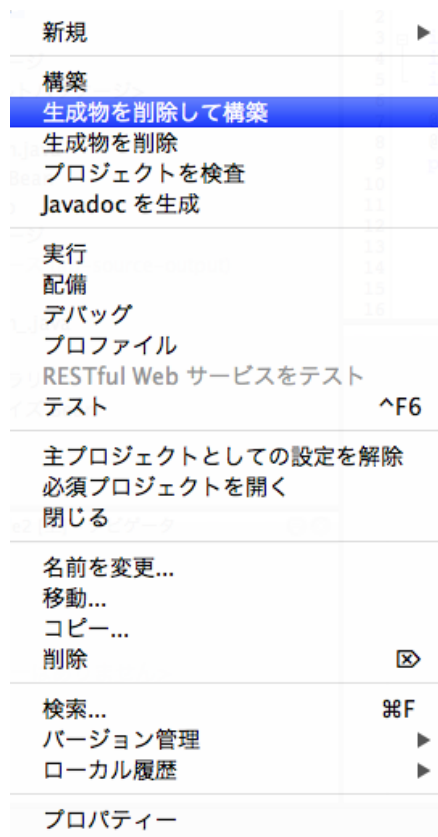 新規
構築
生成物を削除して構築
生成物を削除
プロジェクトを検査
Javadoc を生成
実行
配備
デバッグ
プロファイル
RESTful Web サービスをテスト
テスト ^F6
主プロジェクトとしての設定を解除
必須プロジェクトを開く
閉じる
名前を変更...
移動...
コピー...
削除 ⌦
検索... ⌘F
バージョン管理
ローカル履歴
プロパティー